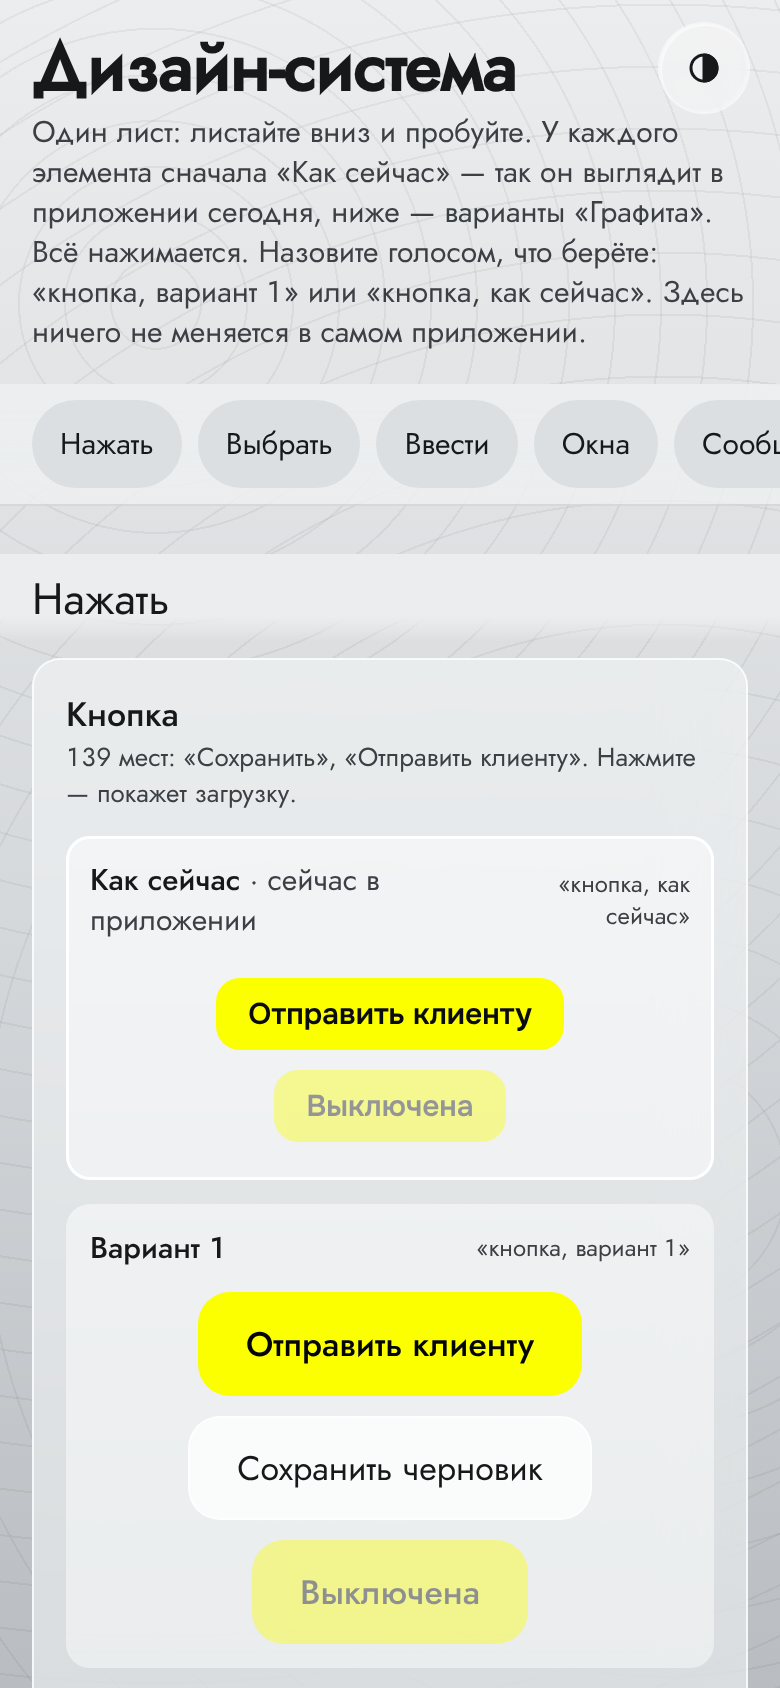 Дизайн-система
Один лист: листайте вниз и пробуйте. У каждого
элемента сначала «Как сейчас» — так он выглядит в
приложении сегодня, ниже — варианты «Графита».
Всё нажимается. Назовите голосом, что берёте:
«кнопка, вариант 1» или «кнопка, как сейчас». Здесь
ничего не меняется в самом приложении.
Нажать
Выбрать
Ввести
Окна
Нажать
Кнопка
139 мест: «Сохранить», «Отправить клиенту». Нажмите
— покажет загрузку.
Как сейчас · сейчас в
приложении
«кнопка, как
сейчас»
Отправить клиенту
Выключена
Вариант 1
«кнопка, вариант 1»
Отправить клиенту
Сохранить черновик
Выключена